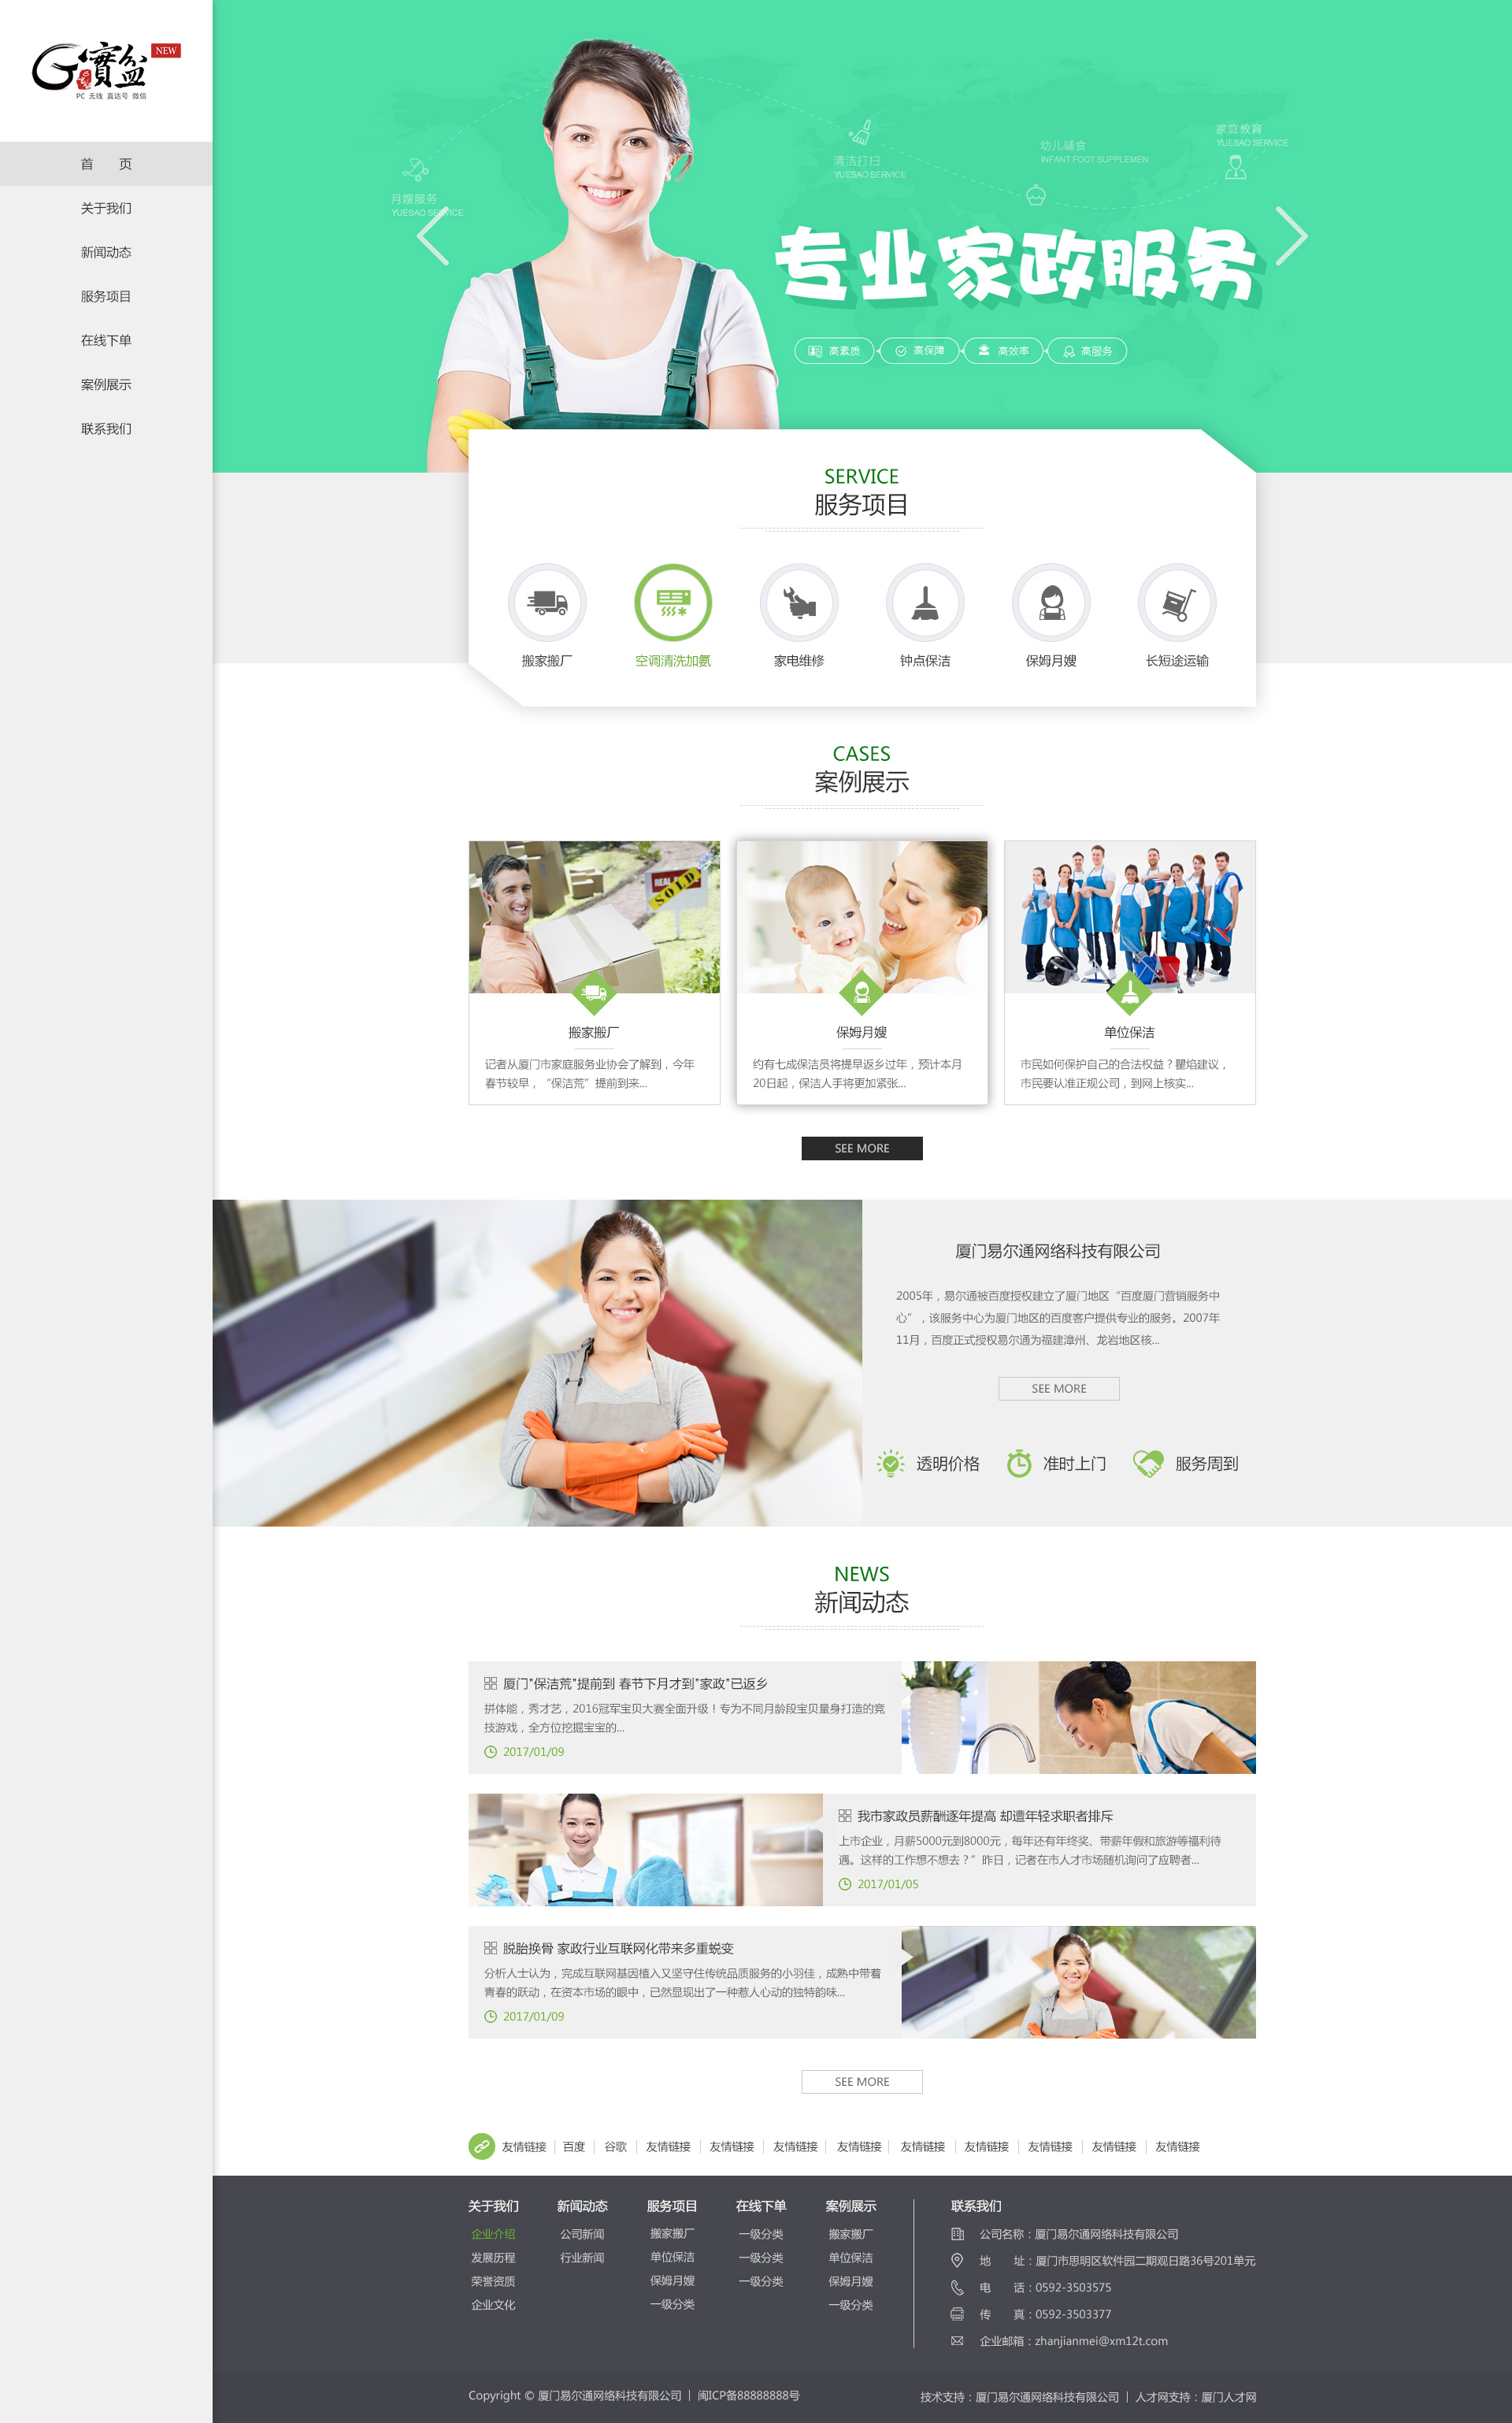 G寶盆
NEW
PC 无线 直达号 微信
首 页
关于我们
新闻动态
服务项目
在线下单
案例展示
联系我们
月嫂服务
YUESAO SERVICE
清洁打扫
YUESAO SERVICE
幼儿辅食
INFANT FOOT SUPPLEMEN
家庭教育
YUESAO SERVICE
专业家政服务
高素质 高保障 高效率 高服务
SERVICE
服务项目
搬家搬厂 空调清洗加氨 家电维修 钟点保洁 保姆月嫂 长短途运输
CASES
案例展示
SOLD
搬家搬厂
记者从厦门市家庭服务业协会了解到，今年
春节较早，“保洁荒”提前到来...
保姆月嫂
约有七成保洁员将提早返乡过年，预计本月
20日起，保洁人手将更加紧张...
单位保洁
市民如何保护自己的合法权益？瞿焰建议，
市民要认准正规公司，到网上核实...
SEE MORE
厦门易尔通网络科技有限公司
2005年，易尔通被百度授权建立了厦门地区“百度厦门营销服务中
心”，该服务中心为厦门地区的百度客户提供专业的服务。2007年
11月，百度正式授权易尔通为福建漳州、龙岩地区核...
SEE MORE
透明价格 准时上门 服务周到
NEWS
新闻动态
厦门"保洁荒"提前到 春节下月才到"家政"已返乡
拼体能，秀才艺，2016冠军宝贝大赛全面升级！专为不同月龄段宝贝量身打造的竞
技游戏，全方位挖掘宝宝的...
2017/01/09
我市家政员薪酬逐年提高 却遭年轻求职者排斥
上市企业，月薪5000元到8000元，每年还有年终奖、带薪年假和旅游等福利待
遇。这样的工作想不想去？”昨日，记者在市人才市场随机询问了应聘者...
2017/01/05
脱胎换骨 家政行业互联网化带来多重蜕变
分析人士认为，完成互联网基因植入又坚守住传统品质服务的小羽佳，成熟中带着
青春的跃动，在资本市场的眼中，已然显现出了一种惹人心动的独特韵味...
2017/01/09
SEE MORE
友情链接 百度 谷歌 友情链接 友情链接 友情链接 友情链接 友情链接 友情链接 友情链接 友情链接 友情链接
关于我们
企业介绍
发展历程
荣誉资质
企业文化
新闻动态
公司新闻
行业新闻
服务项目
搬家搬厂
单位保洁
保姆月嫂
一级分类
在线下单
一级分类
一级分类
一级分类
案例展示
搬家搬厂
单位保洁
保姆月嫂
一级分类
联系我们
公司名称：厦门易尔通网络科技有限公司
地 址：厦门市思明区软件园二期观日路36号201单元
电 话：0592-3503575
传 真：0592-3503377
企业邮箱：zhanjianmei@xm12t.com
Copyright © 厦门易尔通网络科技有限公司 | 闽ICP备88888888号
技术支持：厦门易尔通网络科技有限公司 | 人才网支持：厦门人才网